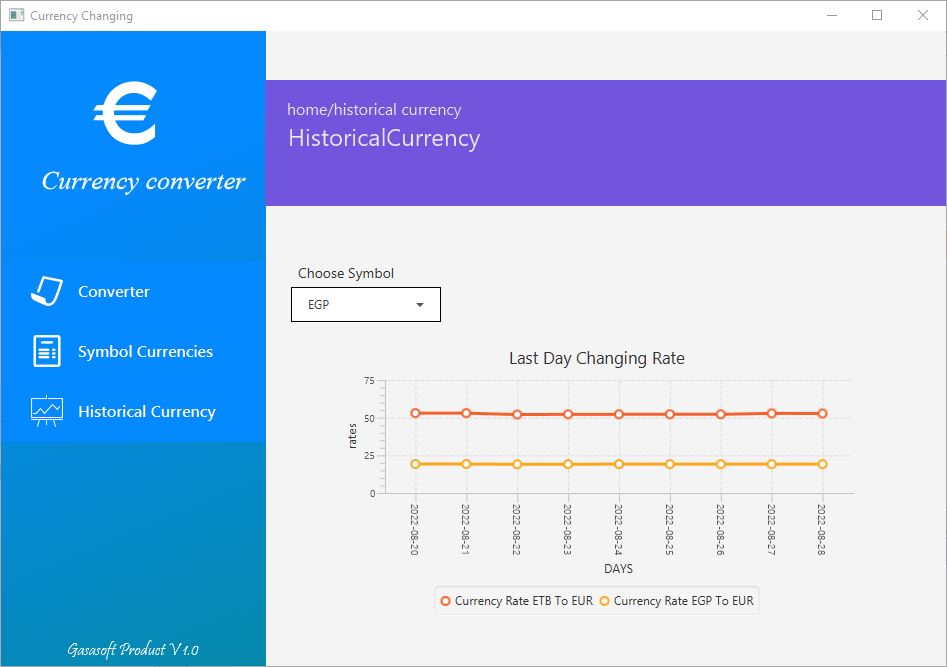 Currency Changing
€
Currency converter
Converter
Symbol Currencies
Historical Currency
Gasasoft Product V 1.0
home/historical currency
HistoricalCurrency
Choose Symbol
EGP
Last Day Changing Rate
75
50
25
0
rates
2022-08-20
2022-08-21
2022-08-22
2022-08-23
2022-08-24
2022-08-25
2022-08-26
2022-08-27
2022-08-28
DAYS
Currency Rate ETB To EUR Currency Rate EGP To EUR